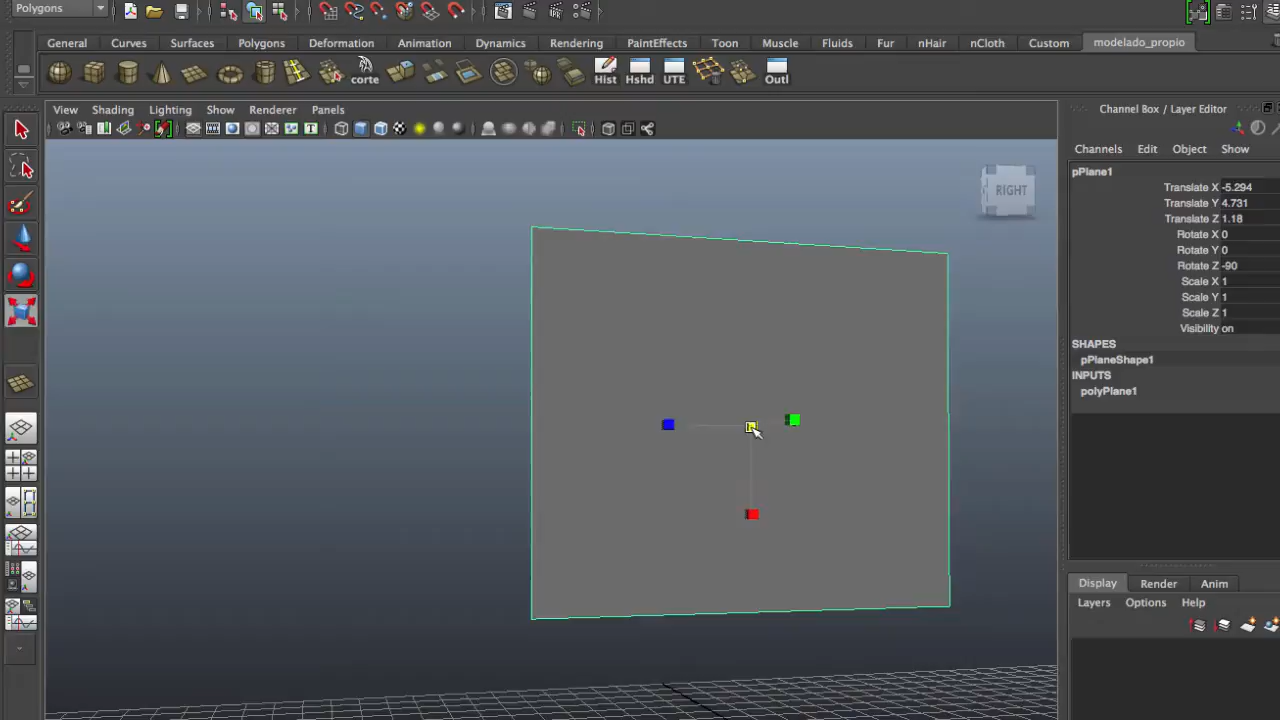 Polygons
General Curves Surfaces Polygons Deformation Animation Dynamics Rendering PaintEffects Toon Muscle Fluids Fur nHair nCloth Custom modelado_propio
corte Hist Hshd UTE Outl
View Shading Lighting Show Renderer Panels
RIGHT
Channel Box / Layer Editor
Channels Edit Object Show
pPlane1
Translate X -5.294
Translate Y 4.731
Translate Z 1.18
Rotate X 0
Rotate Y 0
Rotate Z -90
Scale X 1
Scale Y 1
Scale Z 1
Visibility on
SHAPES
pPlaneShape1
INPUTS
polyPlane1
Display Render Anim
Layers Options Help